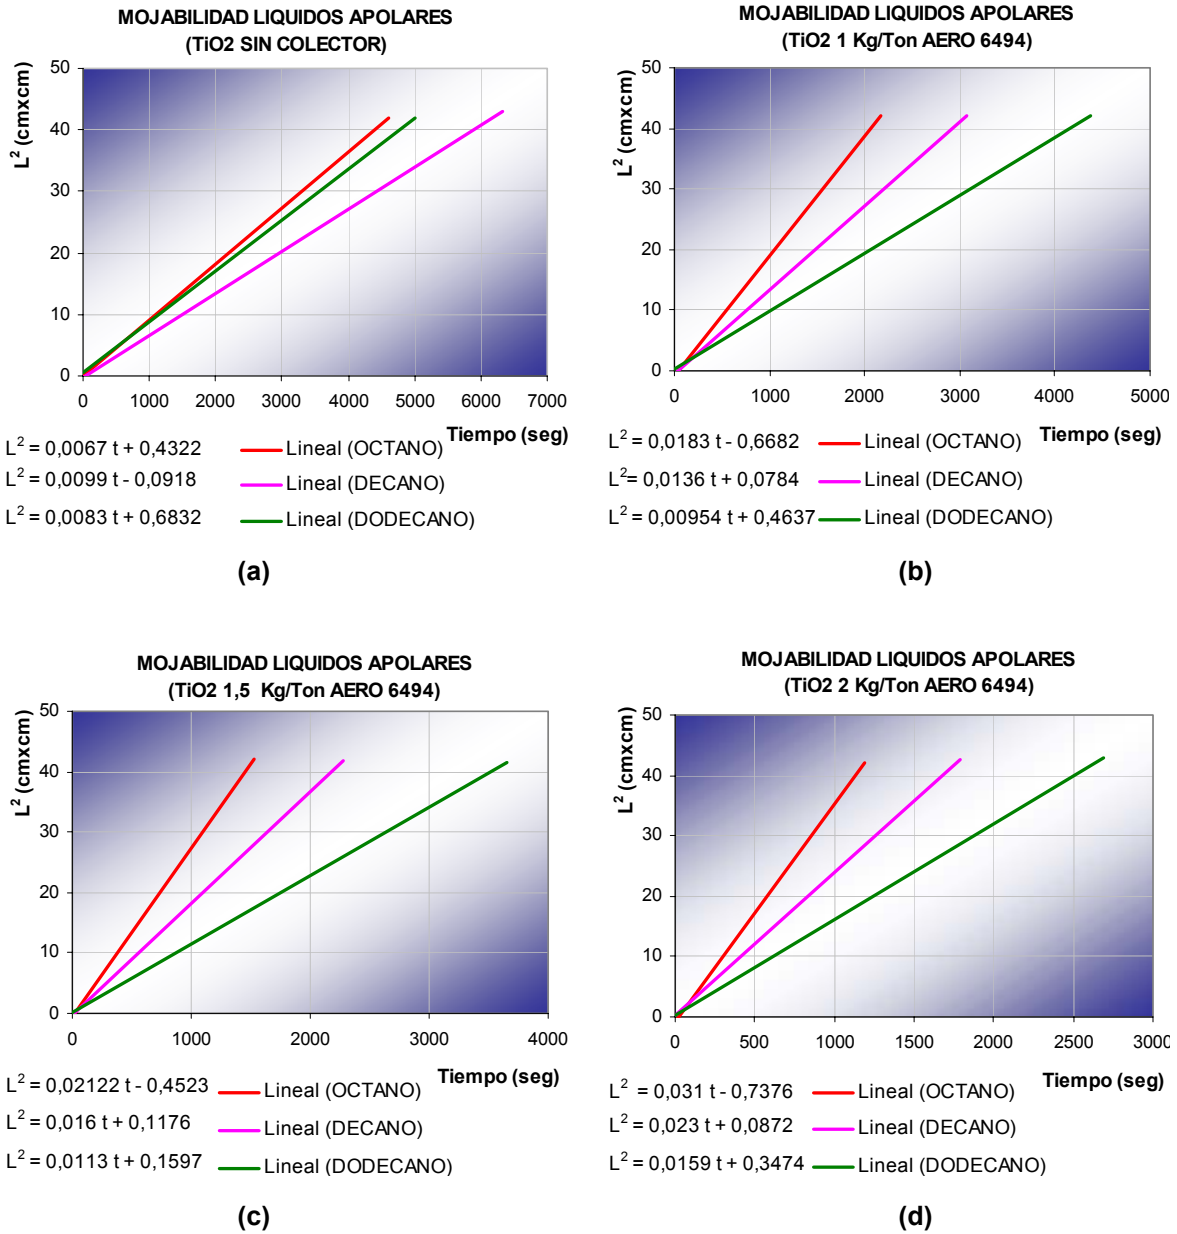 MOJABILIDAD LIQUIDOS APOLARES
(TiO2 SIN COLECTOR)
L² (cmxcm)
50
40
30
20
10
0
0 1000 2000 3000 4000 5000 6000 7000
Tiempo (seg)
L² = 0,0067 t + 0,4322 Lineal (OCTANO)
L² = 0,0099 t - 0,0918 Lineal (DECANO)
L² = 0,0083 t + 0,6832 Lineal (DODECANO)
(a)
MOJABILIDAD LIQUIDOS APOLARES
(TiO2 1 Kg/Ton AERO 6494)
L² (cmxcm)
50
40
30
20
10
0
0 1000 2000 3000 4000 5000
Tiempo (seg)
L² = 0,0183 t - 0,6682 Lineal (OCTANO)
L²= 0,0136 t + 0,0784 Lineal (DECANO)
L² = 0,00954 t + 0,4637 Lineal (DODECANO)
(b)
MOJABILIDAD LIQUIDOS APOLARES
(TiO2 1,5 Kg/Ton AERO 6494)
L² (cmxcm)
50
40
30
20
10
0
0 1000 2000 3000 4000
Tiempo (seg)
L² = 0,02122 t - 0,4523 Lineal (OCTANO)
L² = 0,016 t + 0,1176 Lineal (DECANO)
L² = 0,0113 t + 0,1597 Lineal (DODECANO)
(c)
MOJABILIDAD LIQUIDOS APOLARES
(TiO2 2 Kg/Ton AERO 6494)
L² (cmxcm)
50
40
30
20
10
0
0 500 1000 1500 2000 2500 3000
Tiempo (seg)
L² = 0,031 t - 0,7376 Lineal (OCTANO)
L² = 0,023 t + 0,0872 Lineal (DECANO)
L² = 0,0159 t + 0,3474 Lineal (DODECANO)
(d)